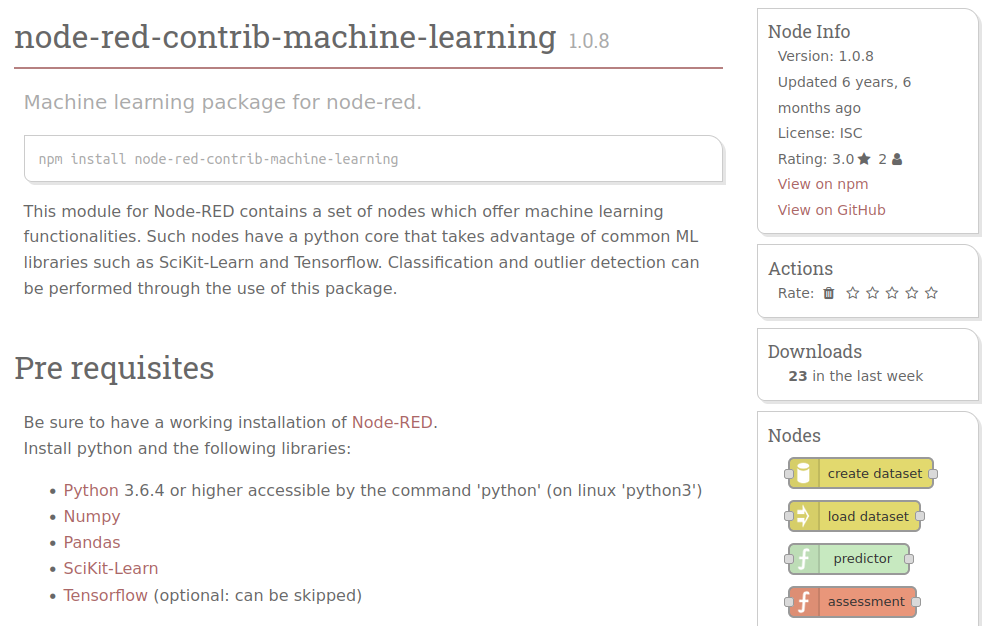 node-red-contrib-machine-learning 1.0.8
Machine learning package for node-red.
npm install node-red-contrib-machine-learning
This module for Node-RED contains a set of nodes which offer machine learning
functionalities. Such nodes have a python core that takes advantage of common ML
libraries such as SciKit-Learn and Tensorflow. Classification and outlier detection can
be performed through the use of this package.
Pre requisites
Be sure to have a working installation of Node-RED.
Install python and the following libraries:
• Python 3.6.4 or higher accessible by the command 'python' (on linux 'python3')
• Numpy
• Pandas
• SciKit-Learn
• Tensorflow (optional: can be skipped)
Node Info
Version: 1.0.8
Updated 6 years, 6
months ago
License: ISC
Rating: 3.0 ★ 2
View on npm
View on GitHub
Actions
Rate: ☆ ☆ ☆ ☆ ☆
Downloads
23 in the last week
Nodes
create dataset
load dataset
predictor
assessment